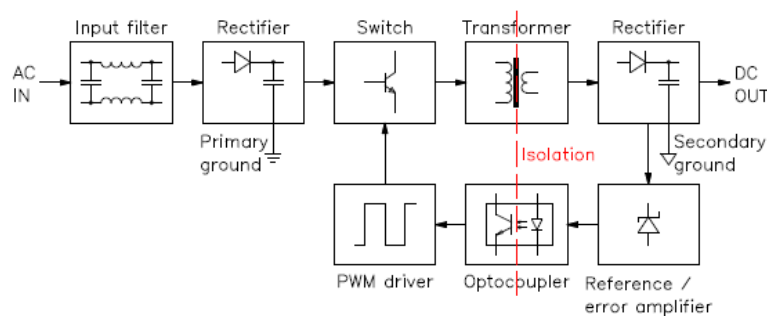 Input filter
Rectifier
Switch
Transformer
Rectifier
AC
IN
DC
OUT
Primary
ground
Isolation
Secondary
ground
PWM driver
Optocoupler
Reference /
error amplifier